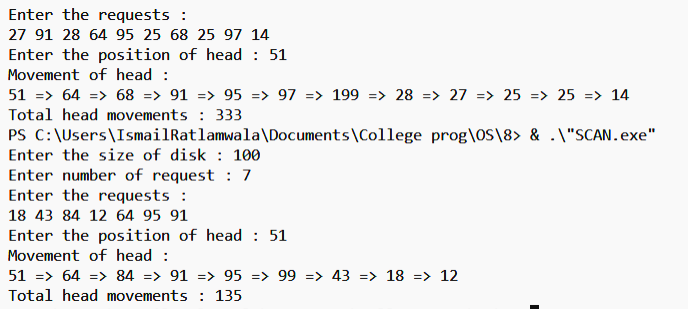 Enter the requests :
27 91 28 64 95 25 68 25 97 14
Enter the position of head : 51
Movement of head :
51 => 64 => 68 => 91 => 95 => 97 => 199 => 28 => 27 => 25 => 25 => 14
Total head movements : 333
PS C:\Users\IsmailRatlamwala\Documents\College prog\OS\8> & .\"SCAN.exe"
Enter the size of disk : 100
Enter number of request : 7
Enter the requests :
18 43 84 12 64 95 91
Enter the position of head : 51
Movement of head :
51 => 64 => 84 => 91 => 95 => 99 => 43 => 18 => 12
Total head movements : 135